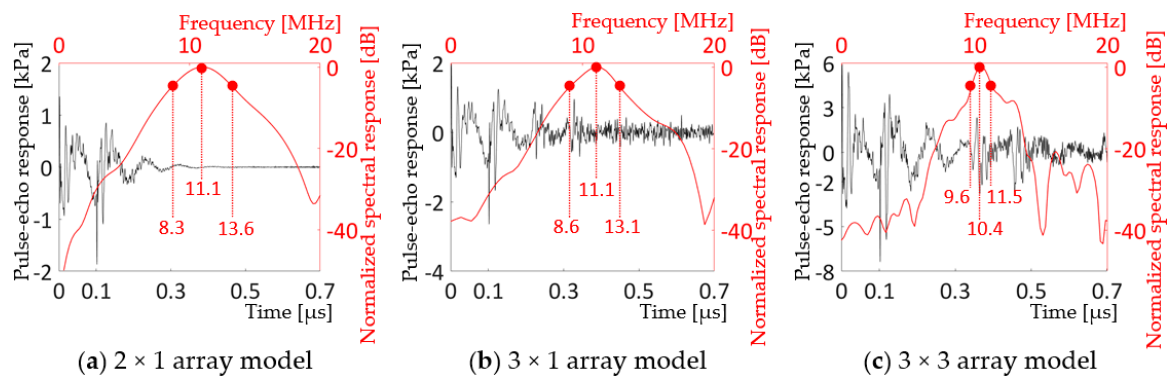 Frequency [MHz]
0 10 20
Pulse-echo response [kPa]
2
1
0
-1
-2
0
-20
-40
Normalized spectral response [dB]
11.1
8.3 13.6
0 0.1 0.3 0.7
Time [µs]
(a) 2 × 1 array model
Frequency [MHz]
0 10 20
Pulse-echo response [kPa]
2
0
-2
-4
0
-20
-40
Normalized spectral response [dB]
11.1
8.6 13.1
0 0.1 0.3 0.7
Time [µs]
(b) 3 × 1 array model
Frequency [MHz]
0 10 20
Pulse-echo response [kPa]
6
3
0
-2
-5
-8
0
-20
-40
Normalized spectral response [dB]
9.6 11.5
10.4
0 0.1 0.3 0.7
Time [µs]
(c) 3 × 3 array model